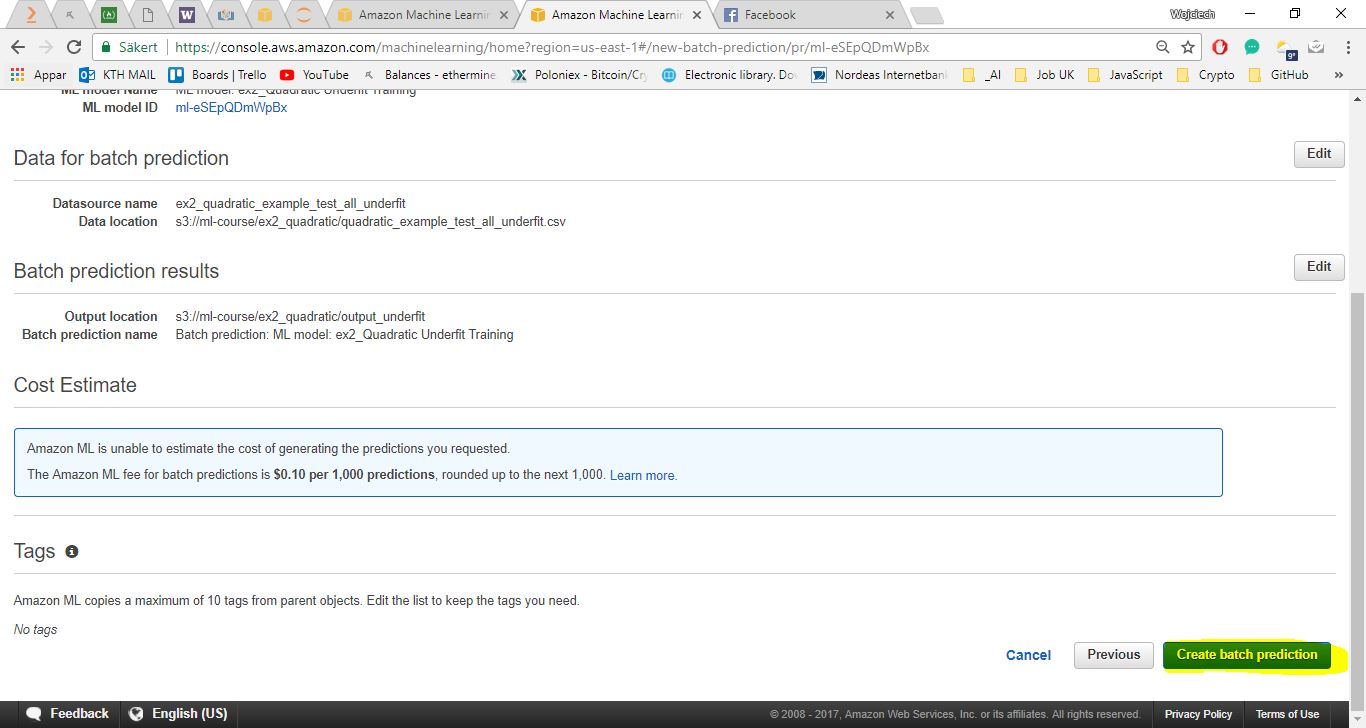 Amazon Machine Learnin
Amazon Machine Learnin
Facebook
Wojciech
Säkert
https://console.aws.amazon.com/machinelearning/home?region=us-east-1#/new-batch-prediction/pr/ml-eSEpQDmWpBx
9°
Appar
KTH MAIL
Boards | Trello
YouTube
Balances - ethermine
Poloniex - Bitcoin/Cry
Electronic library. Do
Nordeas Internetbank
_AI
Job UK
JavaScript
Crypto
GitHub
»
ML model Name ML model: ex2_Quadratic Underfit Training
ML model ID ml-eSEpQDmWpBx
Data for batch prediction
Edit
Datasource name ex2_quadratic_example_test_all_underfit
Data location s3://ml-course/ex2_quadratic/quadratic_example_test_all_underfit.csv
Batch prediction results
Edit
Output location s3://ml-course/ex2_quadratic/output_underfit
Batch prediction name Batch prediction: ML model: ex2_Quadratic Underfit Training
Cost Estimate
Amazon ML is unable to estimate the cost of generating the predictions you requested.
The Amazon ML fee for batch predictions is $0.10 per 1,000 predictions, rounded up to the next 1,000. Learn more.
Tags
Amazon ML copies a maximum of 10 tags from parent objects. Edit the list to keep the tags you need.
No tags
Cancel
Previous
Create batch prediction
Feedback
English (US)
© 2008 - 2017, Amazon Web Services, Inc. or its affiliates. All rights reserved.
Privacy Policy
Terms of Use